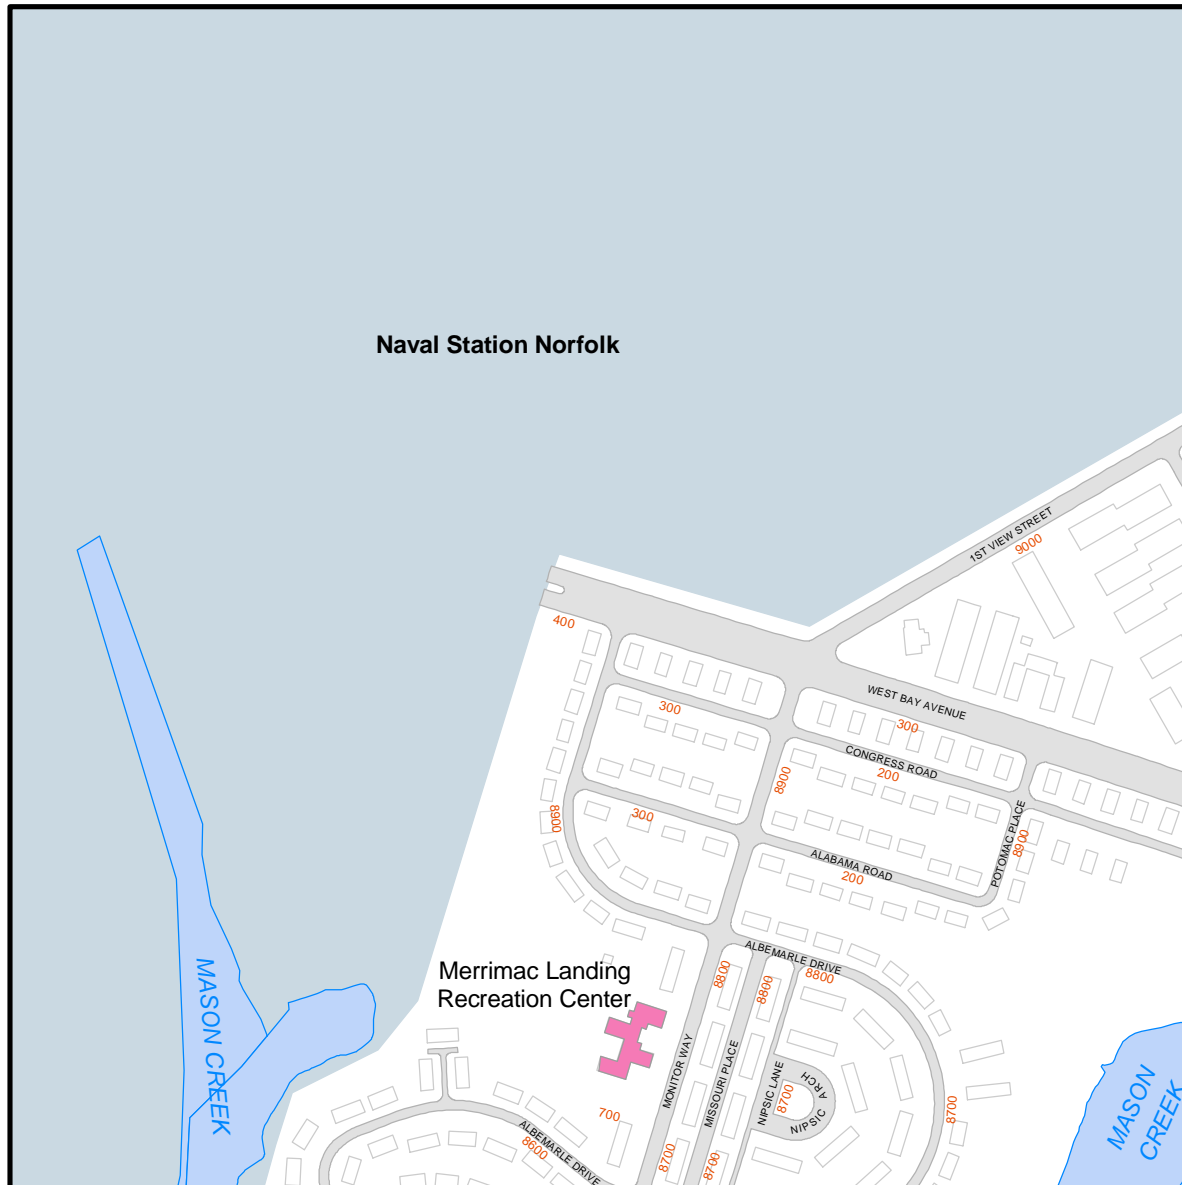 Naval Station Norfolk
1ST VIEW STREET
9000
400
WEST BAY AVENUE
300
300
CONGRESS ROAD
200
8900
8900
300
POTOMAC PLACE
8900
ALABAMA ROAD
200
ALBEMARLE DRIVE
8800
8800
8800
Merrimac Landing
Recreation Center
MASON CREEK
MONITOR WAY
MISSOURI PLACE
NIPSIC LANE
8700
NIPSIC ARCH
8700
MASON
CREEK
700
ALBEMARLE DRIVE
8600
8700
8700